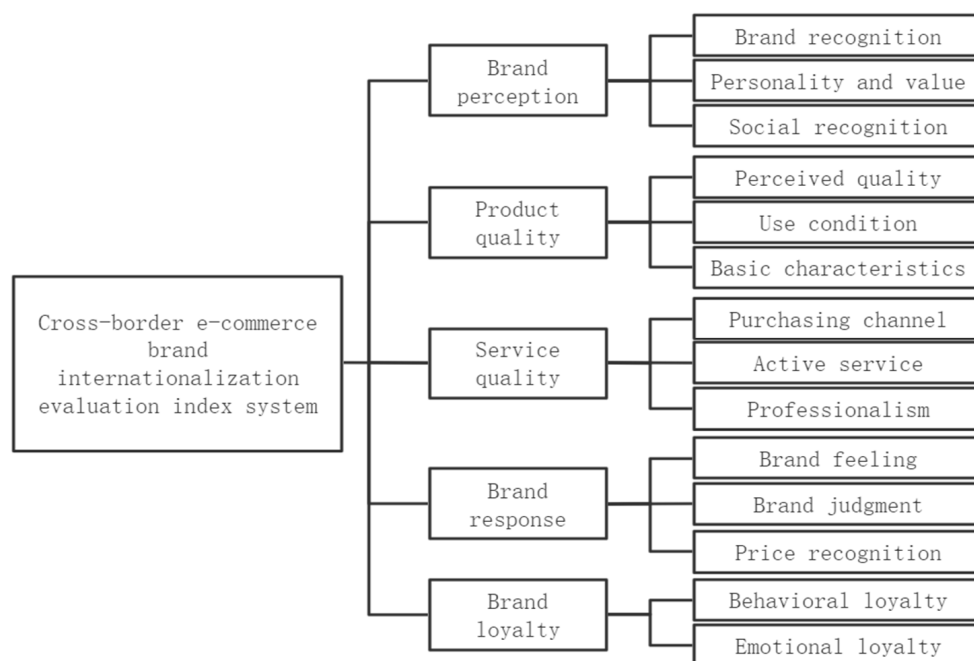 Cross-border e-commerce
brand
internationalization
evaluation index system
Brand
perception
Brand recognition
Personality and value
Social recognition
Product
quality
Perceived quality
Use condition
Basic characteristics
Service
quality
Purchasing channel
Active service
Professionalism
Brand
response
Brand feeling
Brand judgment
Price recognition
Brand
loyalty
Behavioral loyalty
Emotional loyalty